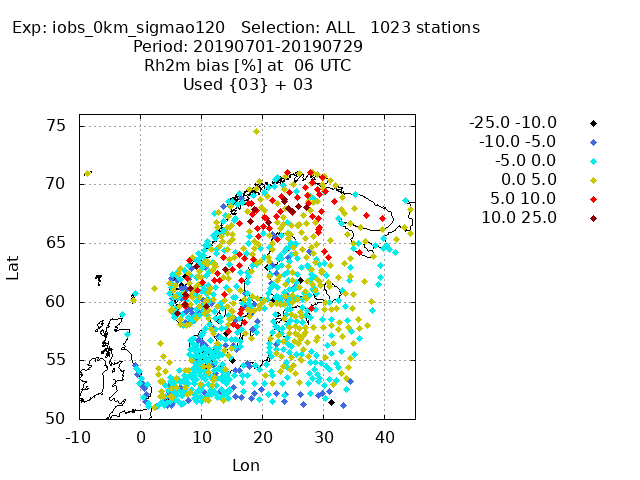 Exp: iobs_0km_sigmao120   Selection: ALL   1023 stations
Period: 20190701-20190729
Rh2m bias [%] at  06 UTC
Used {03} + 03
-25.0 -10.0
-10.0 -5.0
-5.0 0.0
0.0 5.0
5.0 10.0
10.0 25.0
75
70
65
60
55
50
Lat
-10 0 10 20 30 40
Lon